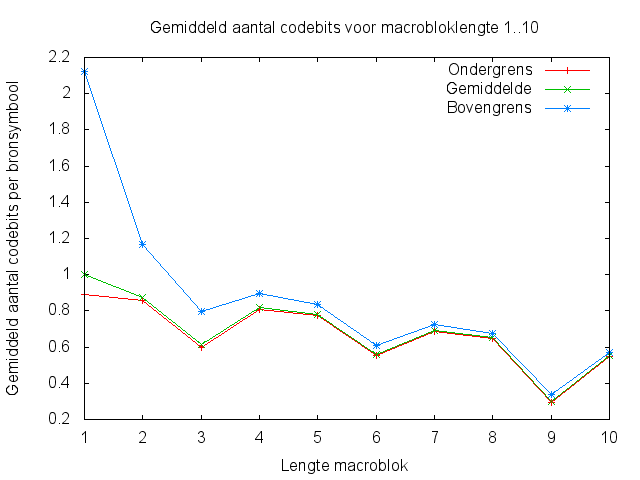 Gemiddeld aantal codebits voor macrobloklengte 1..10
Gemiddeld aantal codebits per bronsymbool
2.2
2
1.8
1.6
1.4
1.2
1
0.8
0.6
0.4
0.2
Ondergrens
Gemiddelde
Bovengrens
1 2 3 4 5 6 7 8 9 10
Lengte macroblok